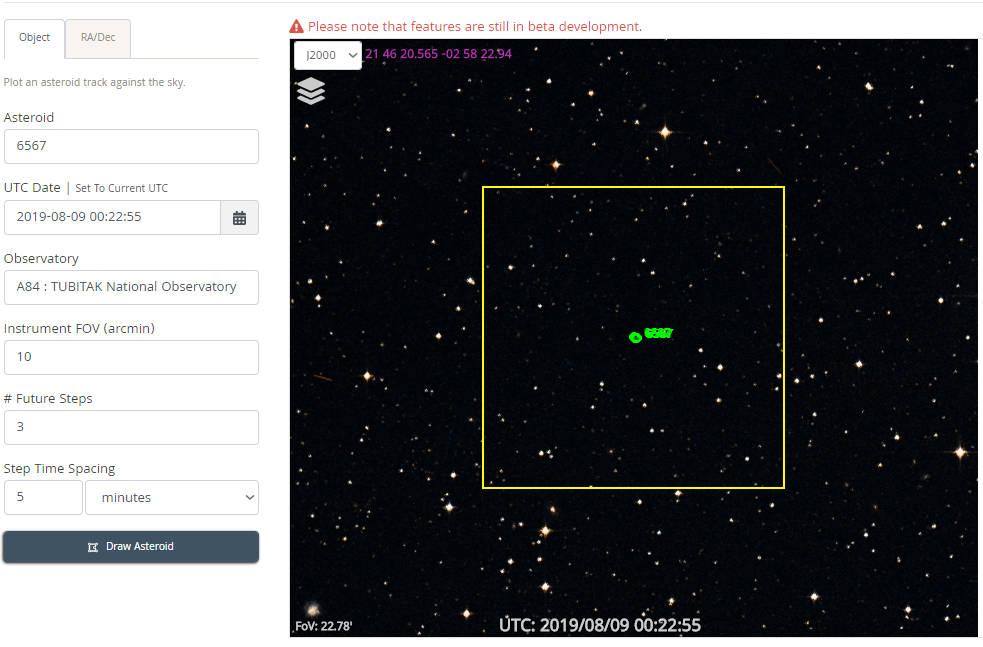 Object
RA/Dec
Plot an asteroid track against the sky.
Asteroid
6567
UTC Date | Set To Current UTC
2019-08-09 00:22:55
Observatory
A84 : TUBITAK National Observatory
Instrument FOV (arcmin)
10
# Future Steps
3
Step Time Spacing
5
minutes
Draw Asteroid
Please note that features are still in beta development.
J2000
21 46 20.565 -02 58 22.94
FoV: 22.78'
UTC: 2019/08/09 00:22:55